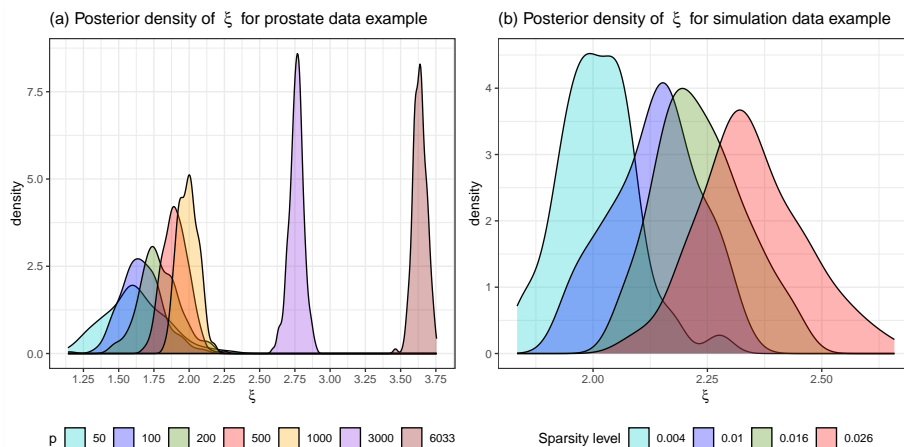 (a) Posterior density of ξ for prostate data example
(b) Posterior density of ξ for simulation data example
density
7.5
5.0
2.5
0.0
1.25 1.50 1.75 2.00 2.25 2.50 2.75 3.00 3.25 3.50 3.75
ξ
p 50 100 200 500 1000 3000 6033
density
4
3
2
1
0
2.00 2.25 2.50
ξ
Sparsity level 0.004 0.01 0.016 0.026